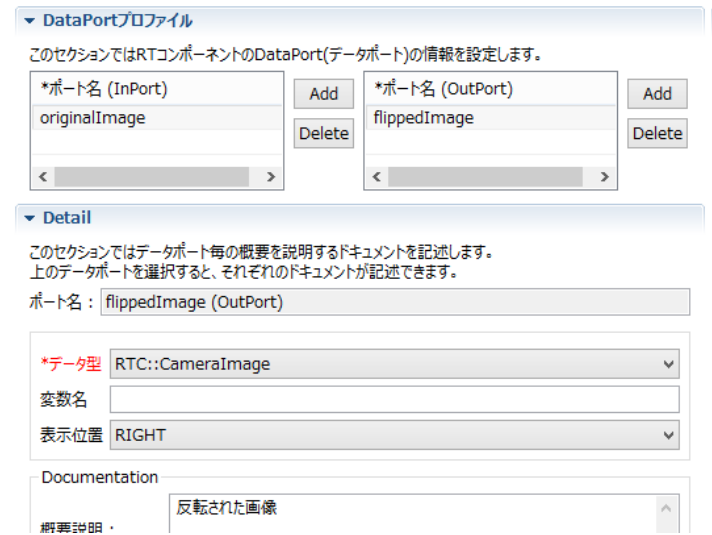 DataPortプロファイル
このセクションではRTコンポーネントのDataPort(データポート)の情報を設定します。
*ポート名 (InPort)
Add
*ポート名 (OutPort)
Add
originalImage
flippedImage
Delete
Delete
Detail
このセクションではデータポート毎の概要を説明するドキュメントを記述します。
上のデータポートを選択すると、それぞれのドキュメントが記述できます。
ポート名： flippedImage (OutPort)
*データ型 RTC::CameraImage
変数名
表示位置 RIGHT
Documentation
反転された画像
概要説明：